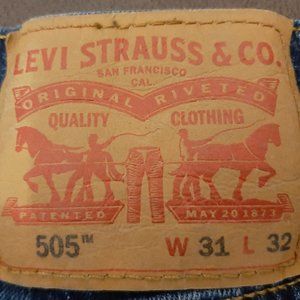 LEVI STRAUSS & CO.
SAN FRANCISCO
CAL.
ORIGINAL RIVETED
QUALITY CLOTHING
PATENTED MAY 20 1873
505™ W 31 L 32